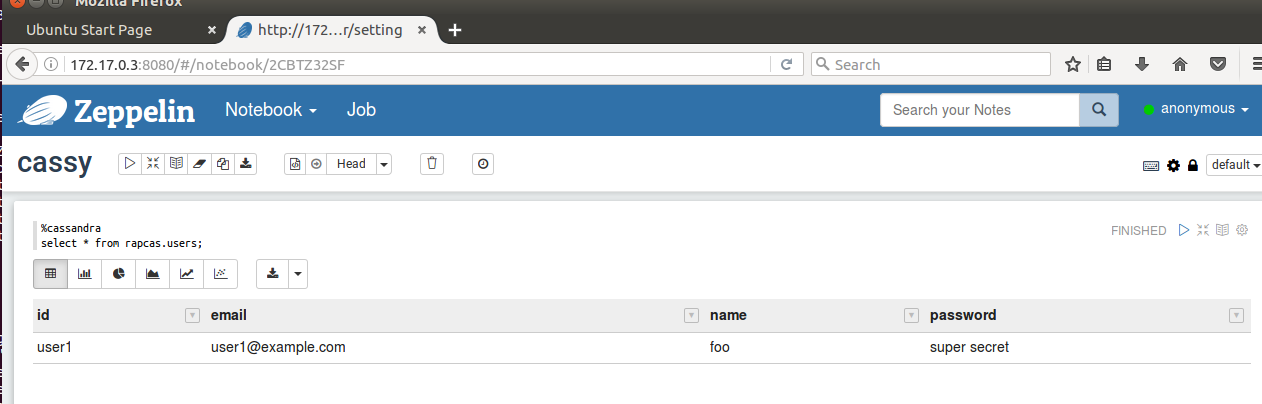 Mozilla Firefox
Ubuntu Start Page
http://172...r/setting
172.17.0.3:8080/#/notebook/2CBTZ32SF
Search
Zeppelin
Notebook
Job
Search your Notes
anonymous
cassy
Head
default
%cassandra
select * from rapcas.users;
FINISHED
id email name password
user1 user1@example.com foo super secret